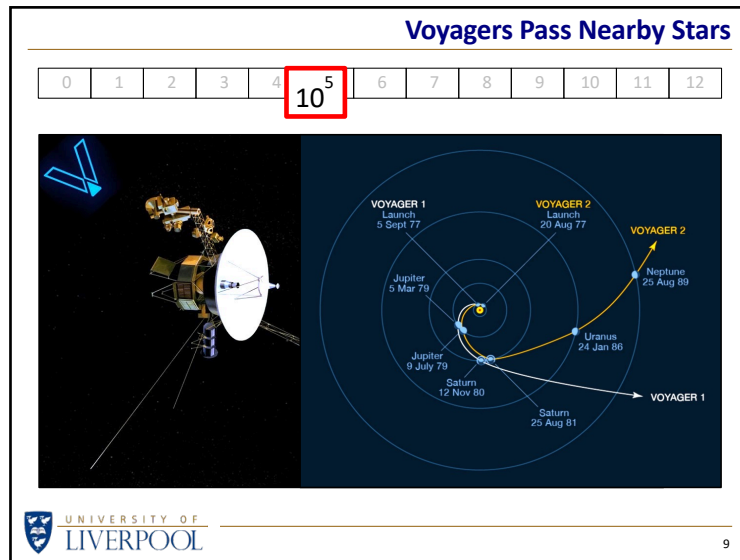 Voyagers Pass Nearby Stars
0 1 2 3 4 10^5 6 7 8 9 10 11 12
VOYAGER 1
Launch
5 Sept 77
VOYAGER 2
Launch
20 Aug 77
VOYAGER 2
Jupiter
5 Mar 79
Neptune
25 Aug 89
Uranus
24 Jan 86
Jupiter
9 July 79
Saturn
12 Nov 80
VOYAGER 1
Saturn
25 Aug 81
UNIVERSITY OF
LIVERPOOL
9